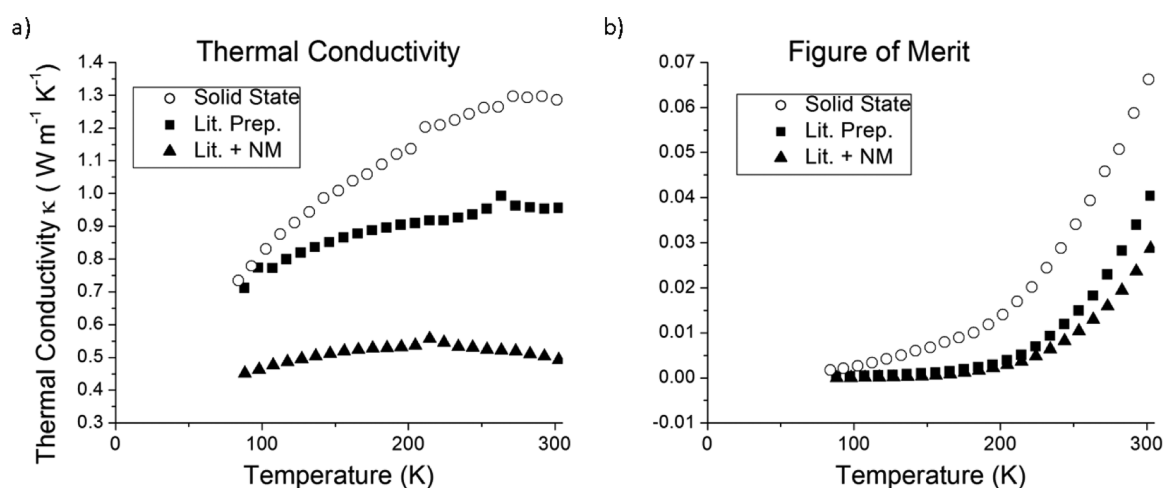 a)
Thermal Conductivity
Thermal Conductivity κ ( W m⁻¹ K⁻¹)
1.4
1.3
1.2
1.1
1.0
0.9
0.8
0.7
0.6
0.5
0.4
0.3
Solid State
Lit. Prep.
Lit. + NM
0
100
200
300
Temperature (K)
b)
Figure of Merit
0.07
0.06
0.05
0.04
0.03
0.02
0.01
0.00
-0.01
Solid State
Lit. Prep.
Lit. + NM
0
100
200
300
Temperature (K)